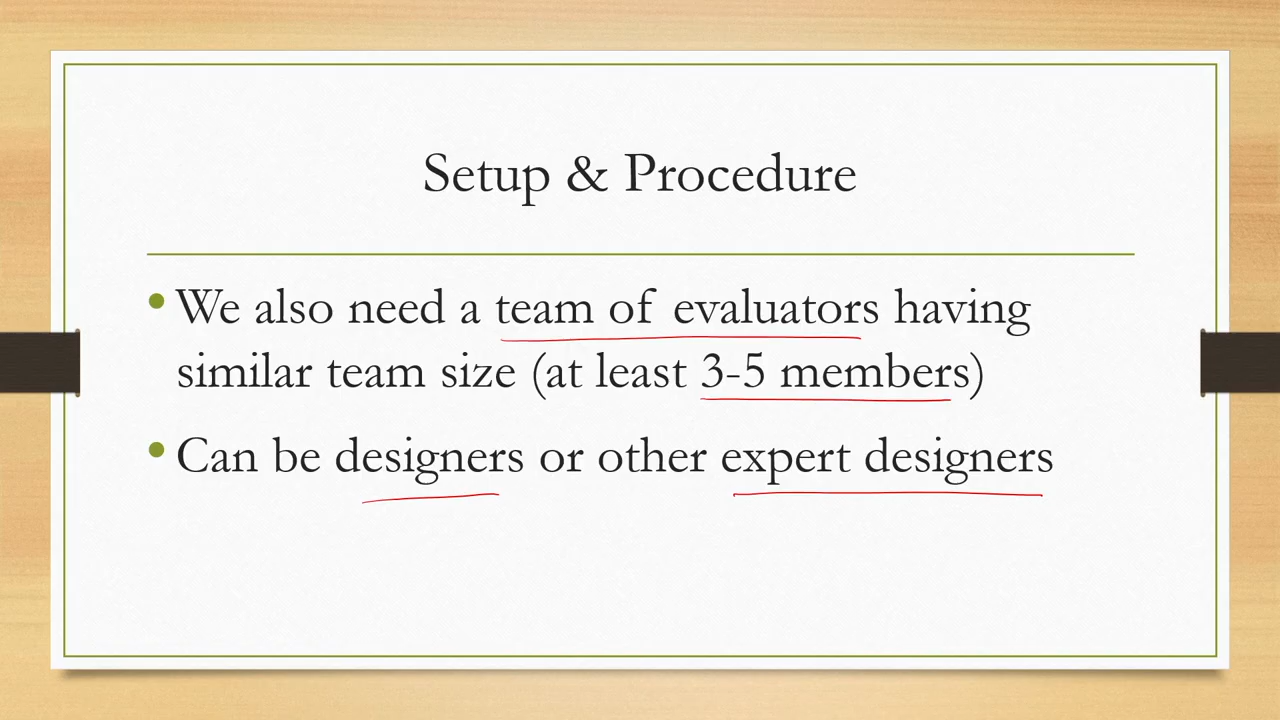 Setup & Procedure
• We also need a team of evaluators having
similar team size (at least 3-5 members)
• Can be designers or other expert designers